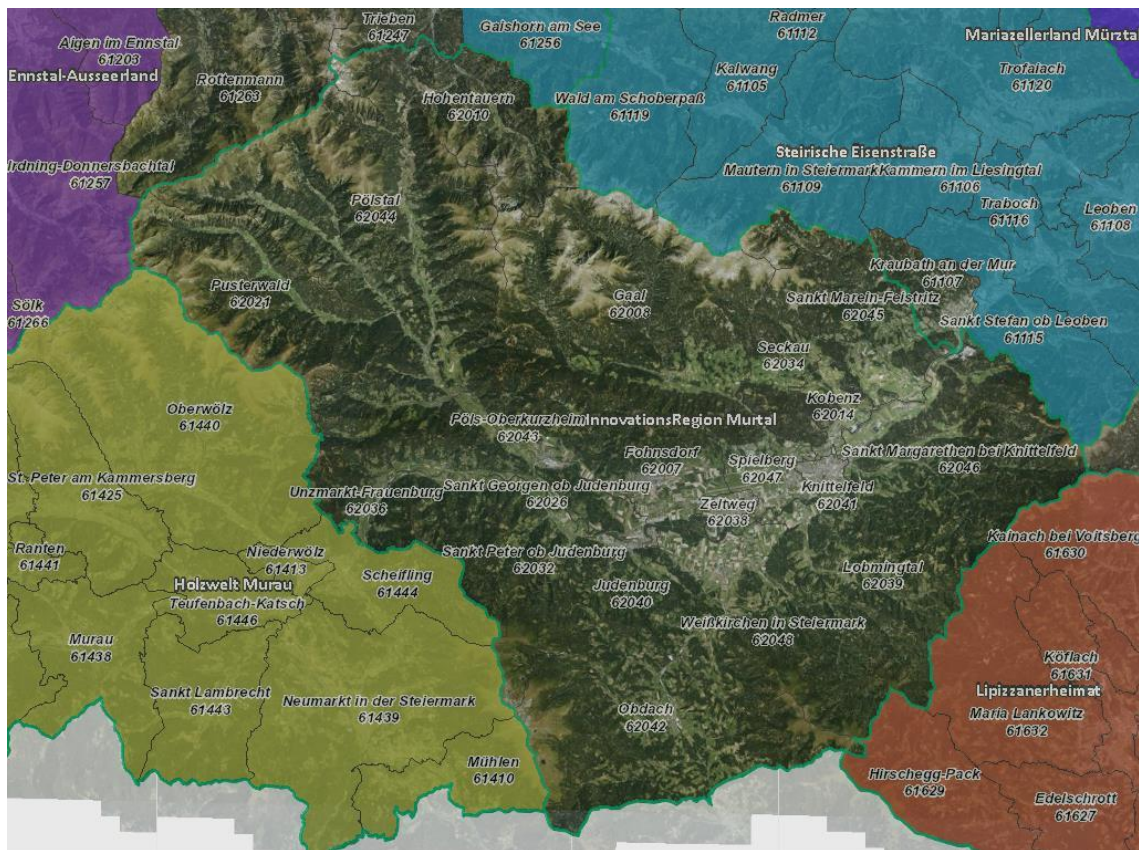 Trieben
61247
Gaishorn am See
61256
Radmer
61112
Mariazellerland Mürztal
Aigen im Ennstal
61203
Ennstal-Ausseerland
Rottenmann
61263
Hohentauern
62010
Kalwang
61105
Wald am Schoberpaß
61119
Trofaiach
61120
Steirische Eisenstraße
Mautern in Steiermark
61109
Kammern im Liesingtal
61106
Irdning-Donnersbachtal
61257
Traboch
61116
Leoben
61108
Pölstal
62044
Kraubath an der Mur
61107
Pusterwald
62021
Gaal
62008
Sankt Marein-Feistritz
62045
Sölk
61266
Sankt Stefan ob Leoben
61115
Seckau
62034
Oberwölz
61440
Kobenz
62014
Pöls-Oberkurzheim
62043
InnovationsRegion Murtal
Fohnsdorf
62007
Spielberg
62047
Sankt Margarethen bei Knittelfeld
62046
St. Peter am Kammersberg
61425
Unzmarkt-Frauenburg
62036
Sankt Georgen ob Judenburg
62026
Zeltweg
62038
Knittelfeld
62041
Kainach bei Voitsberg
61630
Ranten
61441
Niederwölz
61413
Sankt Peter ob Judenburg
62032
Scheifling
61444
Lobmingtal
62039
Holzwelt Murau
Judenburg
62040
Teufenbach-Katsch
61446
Weißkirchen in Steiermark
62048
Murau
61438
Köflach
61631
Sankt Lambrecht
61443
Neumarkt in der Steiermark
61439
Lipizzanerheimat
Obdach
62042
Maria Lankowitz
61632
Mühlen
61410
Hirschegg-Pack
61629
Edelschrott
61627